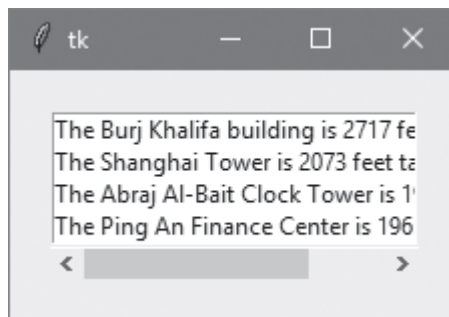 tk
The Burj Khalifa building is 2717 fe
The Shanghai Tower is 2073 feet ta
The Abraj Al-Bait Clock Tower is 1
The Ping An Finance Center is 196